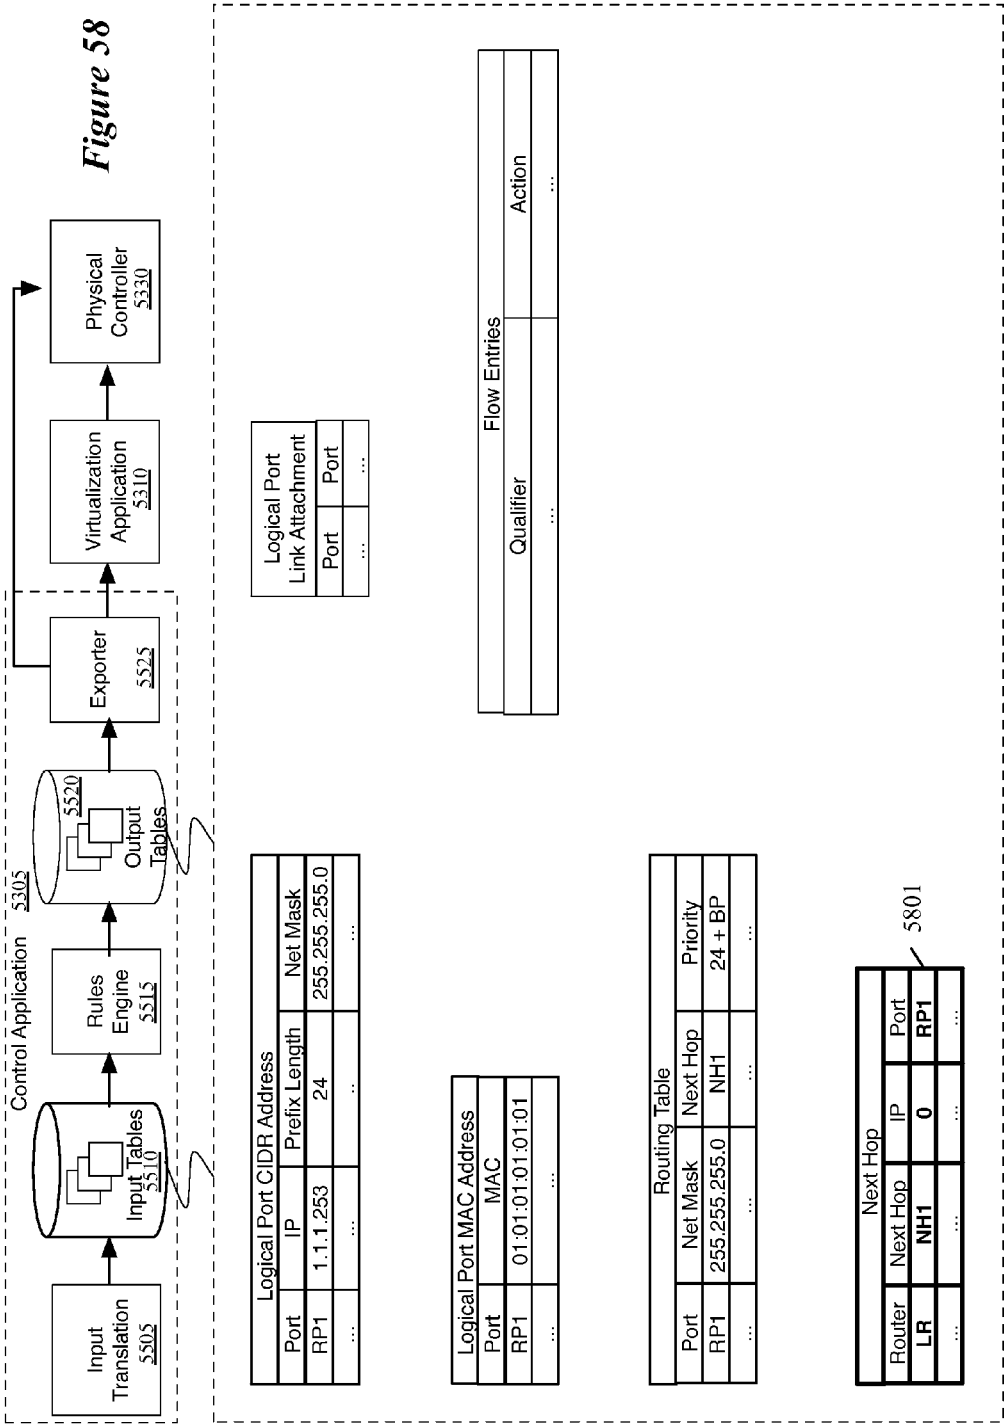 Figure 58
Control Application
5305
Input
Translation
5505
Input Tables
5510
Rules
Engine
5515
5520
Output
Tables
Exporter
5525
Virtualization
Application
5310
Physical
Controller
5330
Logical Port CIDR Address
Port IP Prefix Length Net Mask
RP1 1.1.1.253 24 255.255.255.0
... ... .. ...
Logical Port
Link Attachment
Port Port
... ...
Logical Port MAC Address
Port MAC
RP1 01:01:01:01:01:01
... ...
Flow Entries
Qualifier Action
... ...
Routing Table
Port Net Mask Next Hop Priority
RP1 255.255.255.0 NH1 24 + BP
... ... ... ...
Next Hop
Router Next Hop IP Port
LR NH1 0 RP1
... ... ... ...
5801